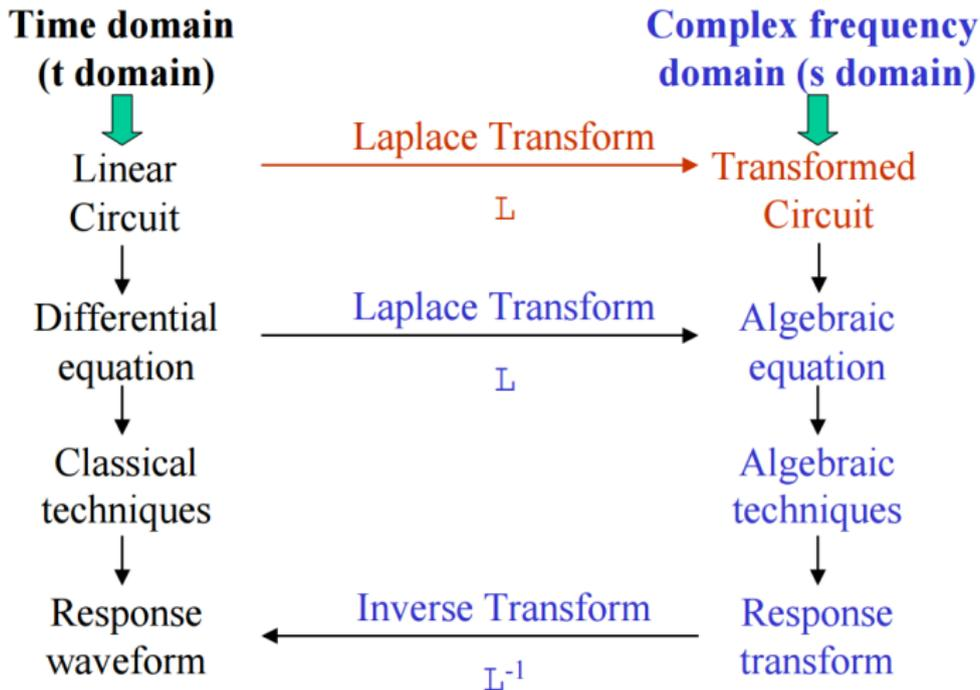 Time domain
(t domain)
Complex frequency
domain (s domain)
Linear
Circuit
Laplace Transform
L
Transformed
Circuit
Differential
equation
Laplace Transform
L
Algebraic
equation
Classical
techniques
Algebraic
techniques
Response
waveform
Inverse Transform
L-1
Response
transform